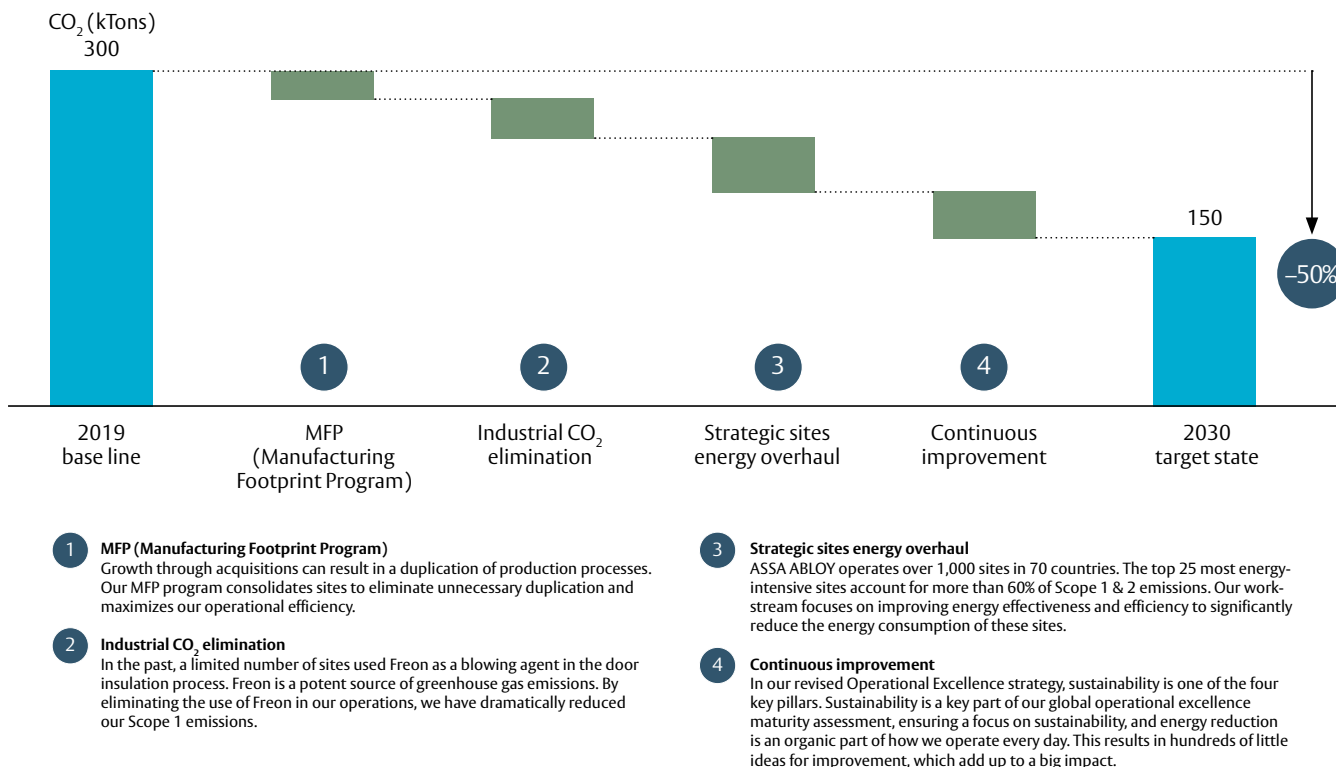 CO₂ (kTons)
300
150
–50%
1
2
3
4
2019
base line
MFP
(Manufacturing
Footprint Program)
Industrial CO₂
elimination
Strategic sites
energy overhaul
Continuous
improvement
2030
target state
1
MFP (Manufacturing Footprint Program)
Growth through acquisitions can result in a duplication of production processes.
Our MFP program consolidates sites to eliminate unnecessary duplication and
maximizes our operational efficiency.
2
Industrial CO₂ elimination
In the past, a limited number of sites used Freon as a blowing agent in the door
insulation process. Freon is a potent source of greenhouse gas emissions. By
eliminating the use of Freon in our operations, we have dramatically reduced
our Scope 1 emissions.
3
Strategic sites energy overhaul
ASSA ABLOY operates over 1,000 sites in 70 countries. The top 25 most energy-
intensive sites account for more than 60% of Scope 1 & 2 emissions. Our work-
stream focuses on improving energy effectiveness and efficiency to significantly
reduce the energy consumption of these sites.
4
Continuous improvement
In our revised Operational Excellence strategy, sustainability is one of the four
key pillars. Sustainability is a key part of our global operational excellence
maturity assessment, ensuring a focus on sustainability, and energy reduction
is an organic part of how we operate every day. This results in hundreds of little
ideas for improvement, which add up to a big impact.